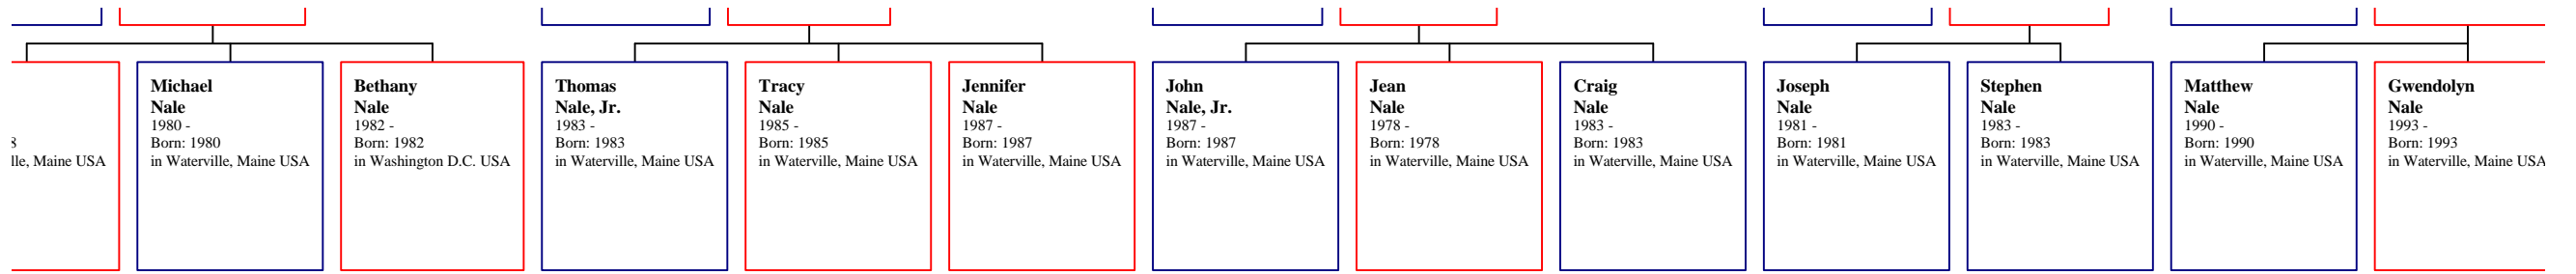 lle, Maine USA
Michael
Nale
1980 -
Born: 1980
in Waterville, Maine USA
Bethany
Nale
1982 -
Born: 1982
in Washington D.C. USA
Thomas
Nale, Jr.
1983 -
Born: 1983
in Waterville, Maine USA
Tracy
Nale
1985 -
Born: 1985
in Waterville, Maine USA
Jennifer
Nale
1987 -
Born: 1987
in Waterville, Maine USA
John
Nale, Jr.
1987 -
Born: 1987
in Waterville, Maine USA
Jean
Nale
1978 -
Born: 1978
in Waterville, Maine USA
Craig
Nale
1983 -
Born: 1983
in Waterville, Maine USA
Joseph
Nale
1981 -
Born: 1981
in Waterville, Maine USA
Stephen
Nale
1983 -
Born: 1983
in Waterville, Maine USA
Matthew
Nale
1990 -
Born: 1990
in Waterville, Maine USA
Gwendolyn
Nale
1993 -
Born: 1993
in Waterville, Maine USA